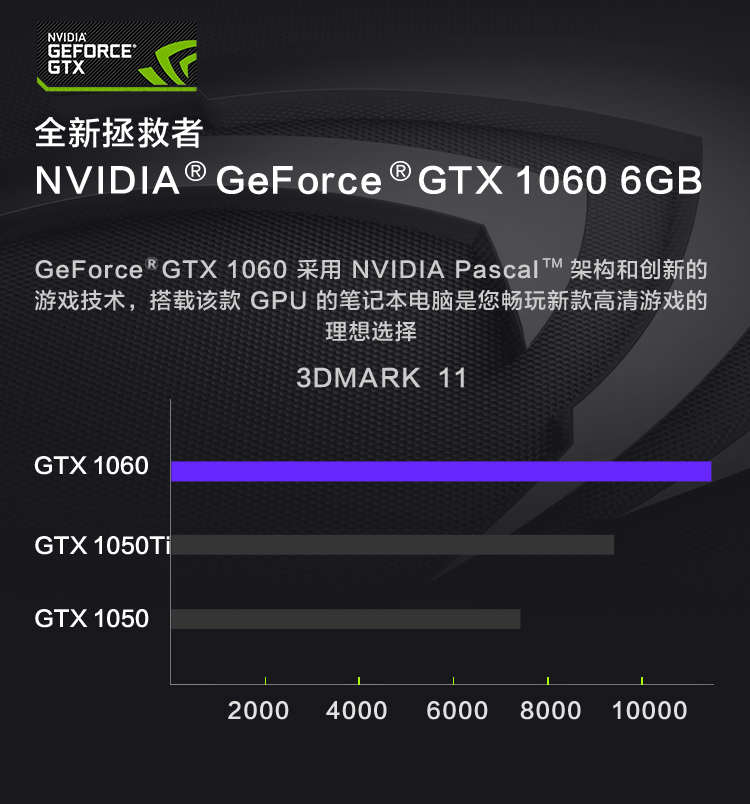 NVIDIA®
GEFORCE®
GTX
全新拯救者
NVIDIA® GeForce® GTX 1060 6GB
GeForce® GTX 1060 采用 NVIDIA Pascal™ 架构和创新的
游戏技术，搭载该款 GPU 的笔记本电脑是您畅玩新款高清游戏的
理想选择
3DMARK 11
GTX 1060
GTX 1050Ti
GTX 1050
2000 4000 6000 8000 10000